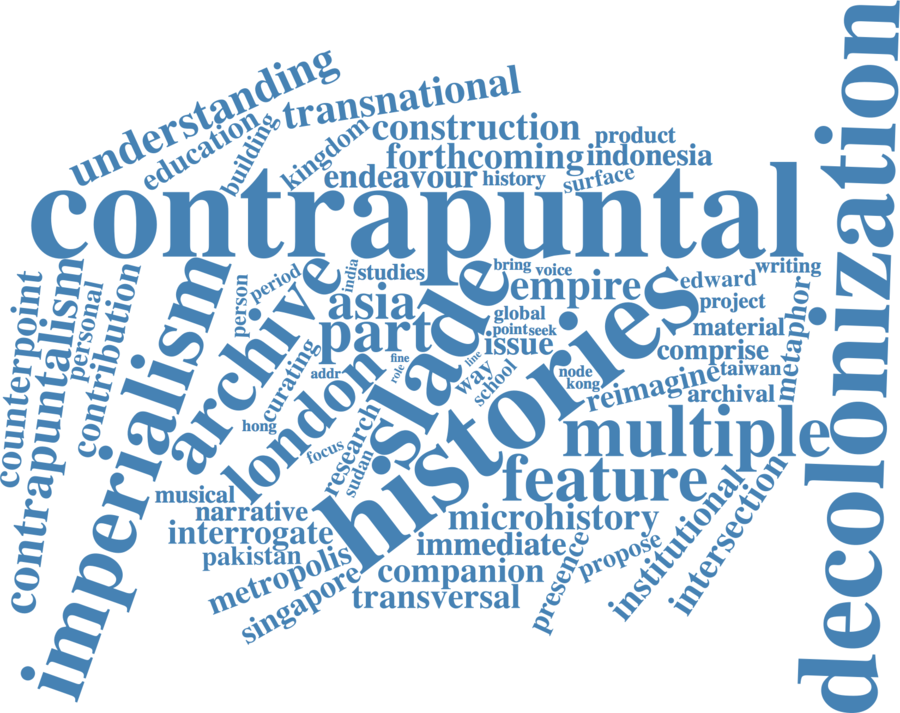 understanding
transnational
decolonization
education
building
kingdom
construction
product
forthcoming
indonesia
endeavour
history
surface
contrapuntal
counterpoint
contrapuntalism
personal
contribution
imperialism
person
period
archive
india
studies
bring
voice
writing
asia
slade
empire
edward
metaphor
part
global
histories
project
point
seek
issue
material
curating
fine
line
comprise
addr
role
way
school
node
kong
reimagine
taiwan
archival
london
hong
multiple
focus
research
sudan
feature
musical
narrative
microhistory
institutional
intersection
interrogate
immediate
presence
propose
pakistan
metropolis
companion
singapore
transversal